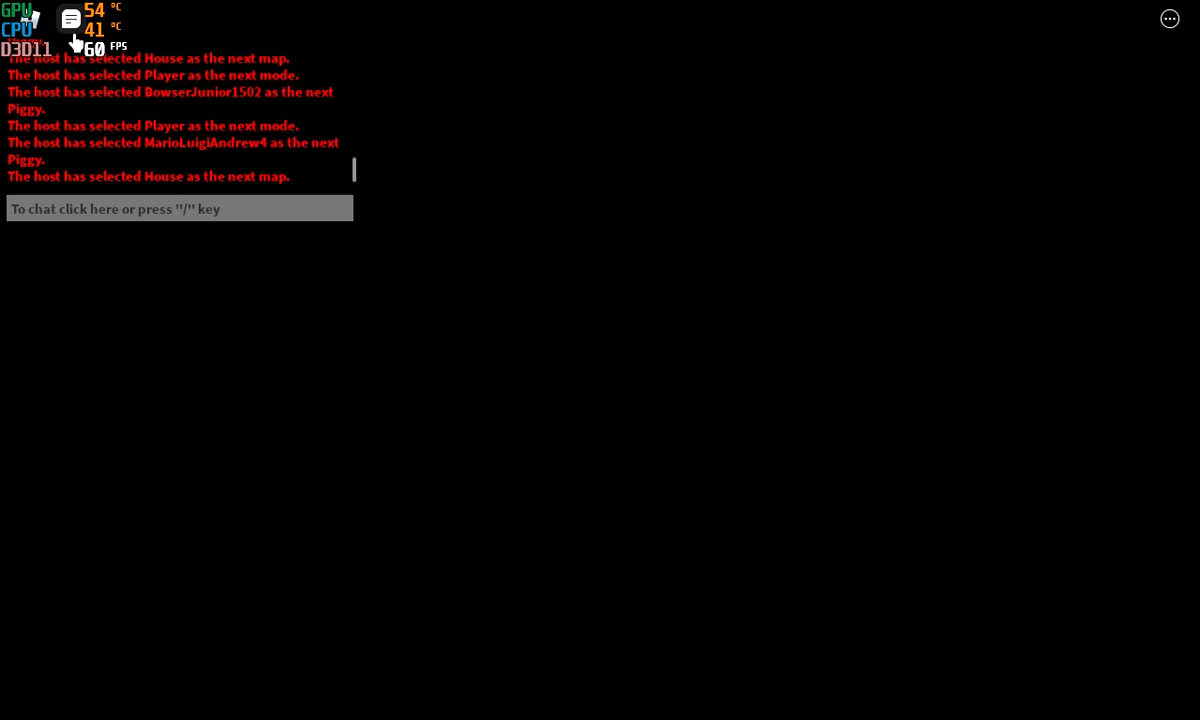 GPU 54 °C
CPU 41 °C
D3D11 60 FPS
The host has selected House as the next map.
The host has selected Player as the next mode.
The host has selected BowserJunior1502 as the next
Piggy.
The host has selected Player as the next mode.
The host has selected MarioLuigiAndrew4 as the next
Piggy.
The host has selected House as the next map.
To chat click here or press "/" key